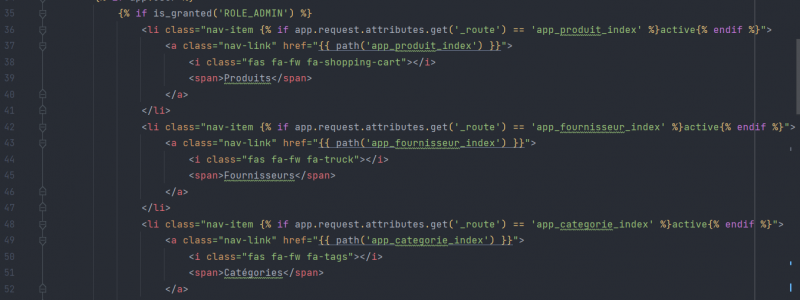 35 {% if is_granted('ROLE_ADMIN') %}
36 <li class="nav-item {% if app.request.attributes.get('_route') == 'app_produit_index' %}active{% endif %}">
37 <a class="nav-link" href="{{ path('app_produit_index') }}">
38 <i class="fas fa-fw fa-shopping-cart"></i>
39 <span>Produits</span>
40 </a>
41 </li>
42 <li class="nav-item {% if app.request.attributes.get('_route') == 'app_fournisseur_index' %}active{% endif %}">
43 <a class="nav-link" href="{{ path('app_fournisseur_index') }}">
44 <i class="fas fa-fw fa-truck"></i>
45 <span>Fournisseurs</span>
46 </a>
47 </li>
48 <li class="nav-item {% if app.request.attributes.get('_route') == 'app_categorie_index' %}active{% endif %}">
49 <a class="nav-link" href="{{ path('app_categorie_index') }}">
50 <i class="fas fa-fw fa-tags"></i>
51 <span>Catégories</span>
52 </a>